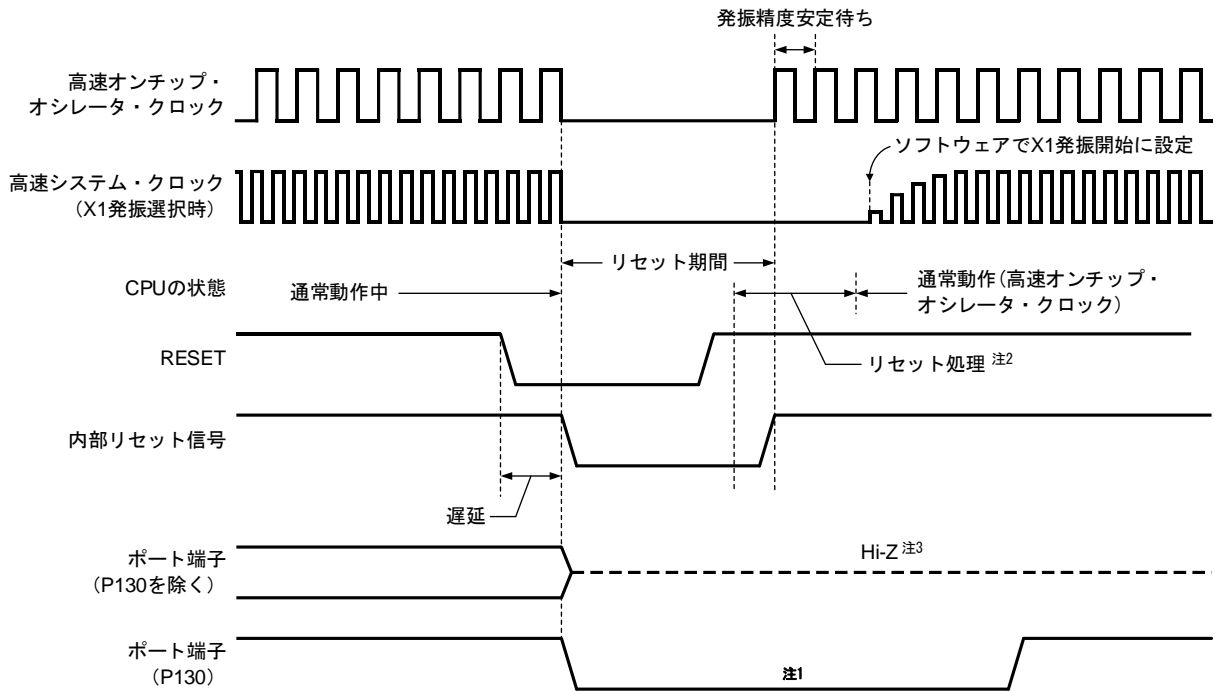 発振精度安定待ち
高速オンチップ・
オシレータ・クロック
ソフトウェアでX1発振開始に設定
高速システム・クロック
（X1発振選択時）
リセット期間
CPUの状態
通常動作中
通常動作（高速オンチップ・
オシレータ・クロック）
RESET
リセット処理 注2
内部リセット信号
遅延
ポート端子
（P130を除く）
Hi-Z 注3
ポート端子
（P130）
注1